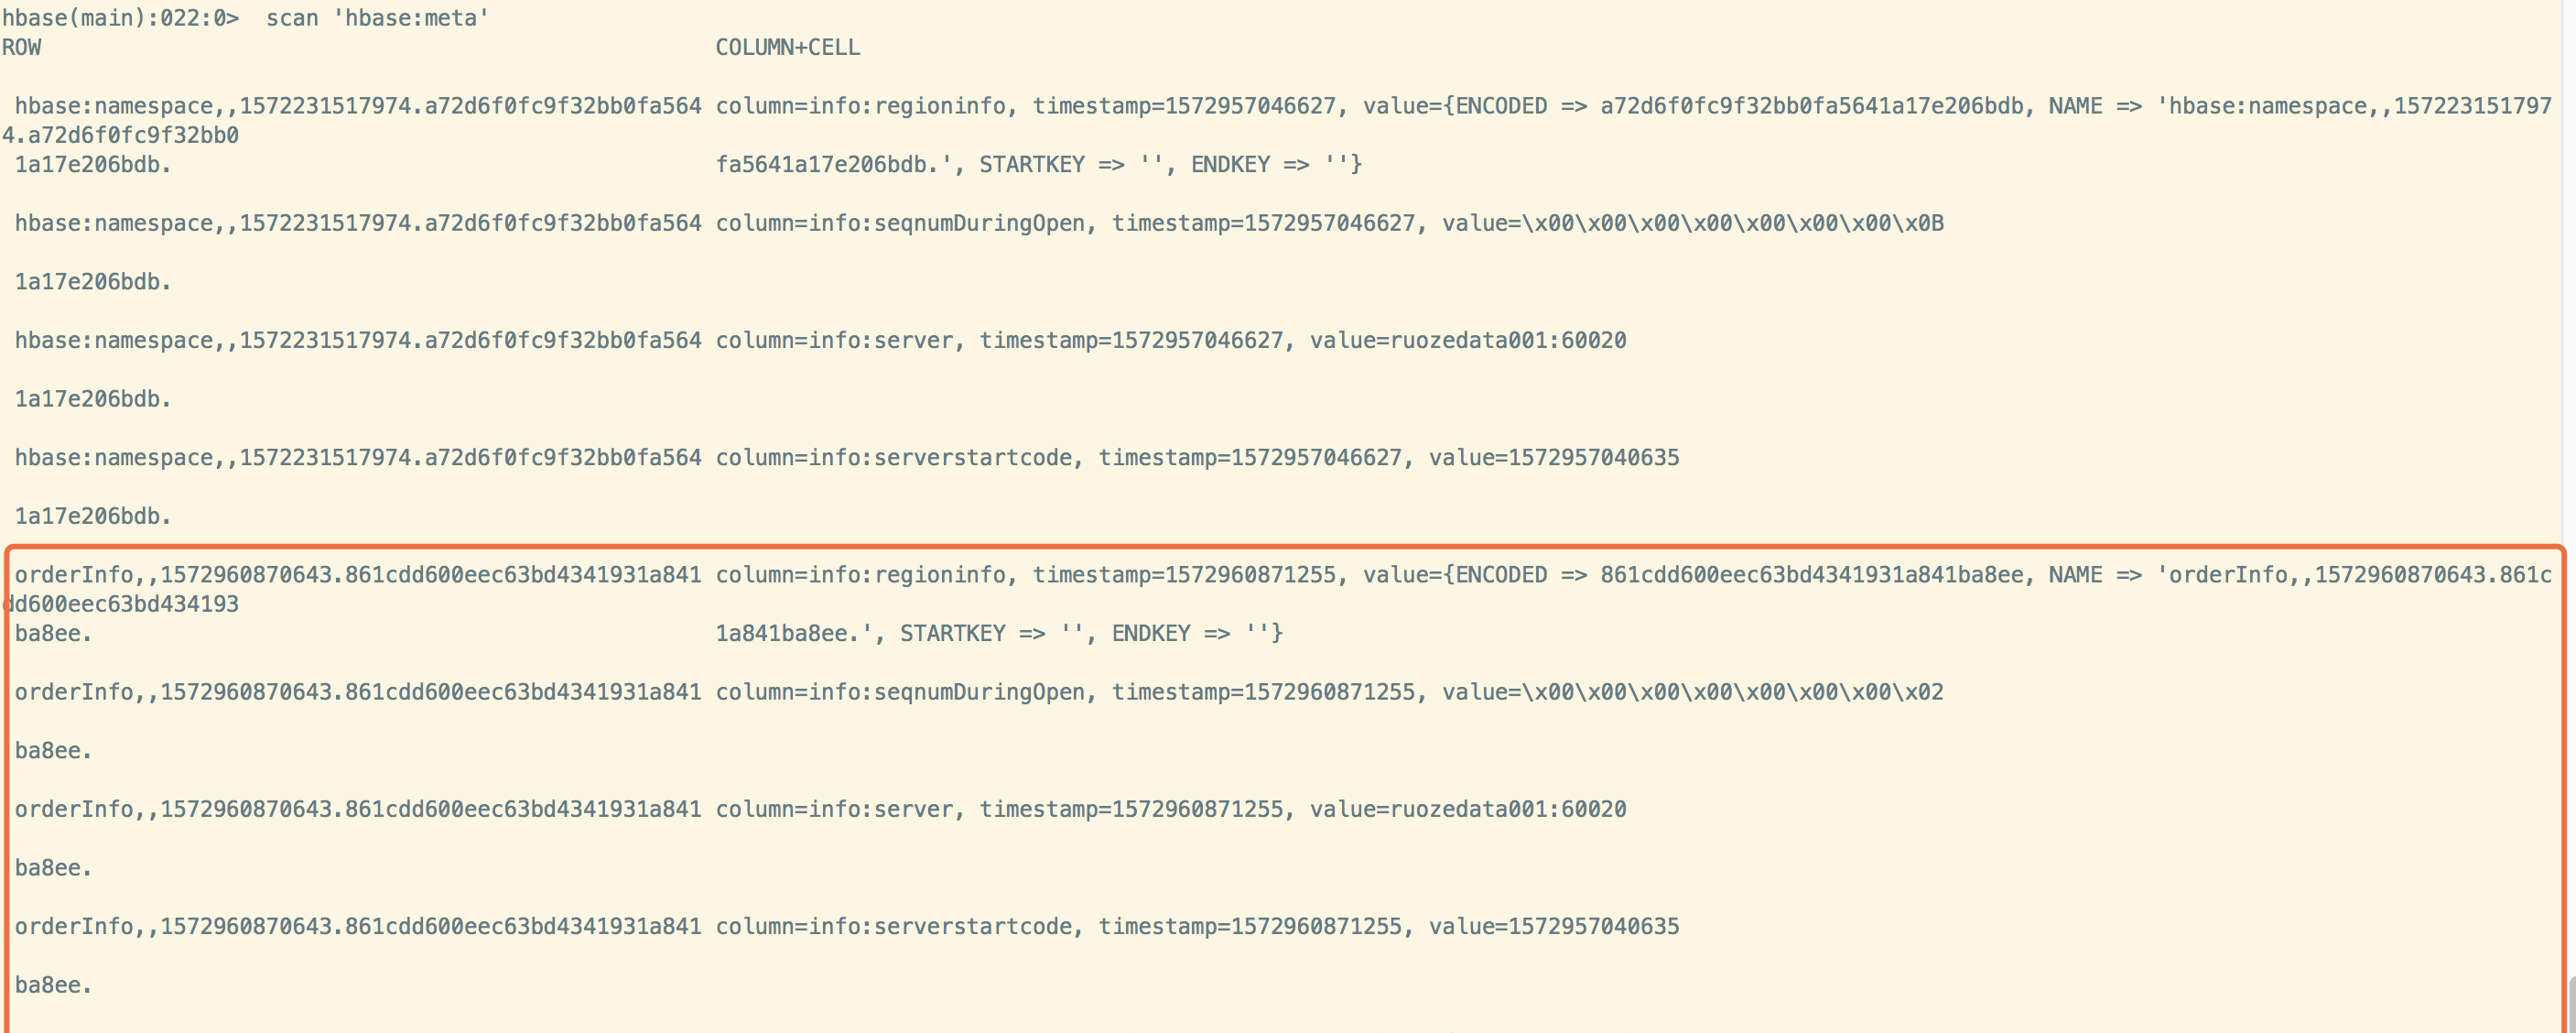 hbase(main):022:0>  scan 'hbase:meta'
ROW COLUMN+CELL
hbase:namespace,,1572231517974.a72d6f0fc9f32bb0fa564 column=info:regioninfo, timestamp=1572957046627, value={ENCODED => a72d6f0fc9f32bb0fa5641a17e206bdb, NAME => 'hbase:namespace,,157223151797
4.a72d6f0fc9f32bb0
1a17e206bdb. fa5641a17e206bdb.', STARTKEY => '', ENDKEY => ''}
hbase:namespace,,1572231517974.a72d6f0fc9f32bb0fa564 column=info:seqnumDuringOpen, timestamp=1572957046627, value=\x00\x00\x00\x00\x00\x00\x00\x0B
1a17e206bdb.
hbase:namespace,,1572231517974.a72d6f0fc9f32bb0fa564 column=info:server, timestamp=1572957046627, value=ruozedata001:60020
1a17e206bdb.
hbase:namespace,,1572231517974.a72d6f0fc9f32bb0fa564 column=info:serverstartcode, timestamp=1572957046627, value=1572957040635
1a17e206bdb.
orderInfo,,1572960870643.861cdd600eec63bd4341931a841 column=info:regioninfo, timestamp=1572960871255, value={ENCODED => 861cdd600eec63bd4341931a841ba8ee, NAME => 'orderInfo,,1572960870643.861c
dd600eec63bd434193
ba8ee. 1a841ba8ee.', STARTKEY => '', ENDKEY => ''}
orderInfo,,1572960870643.861cdd600eec63bd4341931a841 column=info:seqnumDuringOpen, timestamp=1572960871255, value=\x00\x00\x00\x00\x00\x00\x00\x02
ba8ee.
orderInfo,,1572960870643.861cdd600eec63bd4341931a841 column=info:server, timestamp=1572960871255, value=ruozedata001:60020
ba8ee.
orderInfo,,1572960870643.861cdd600eec63bd4341931a841 column=info:serverstartcode, timestamp=1572960871255, value=1572957040635
ba8ee.